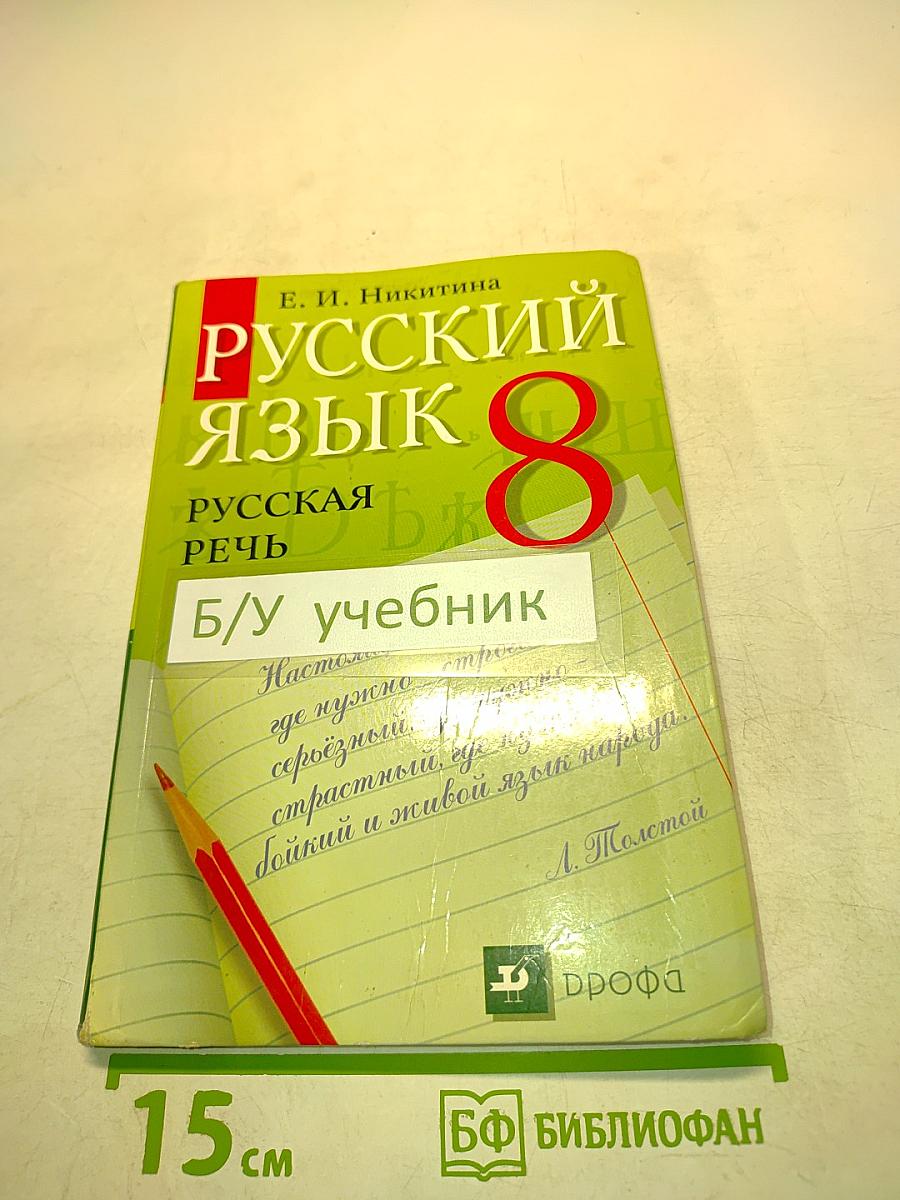 Е. И. Никитина
РУССКИЙ
ЯЗЫК 8
РУССКАЯ
РЕЧЬ
Б/У учебник
где нужно
серьёзный,
страстный, где
бойкий и живой язык народа.
Л. Толстой
дрофа
15 см
БФ БИБЛИОФАН